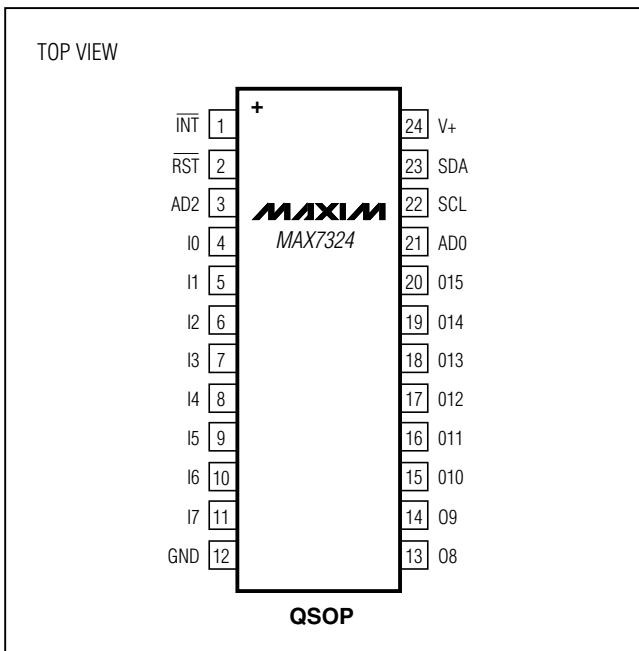 TOP VIEW
+
I̅N̅T̅ 1 24 V+
R̅S̅T̅ 2 23 SDA
AD2 3 MAXIM 22 SCL
I0 4 MAX7324 21 AD0
I1 5 20 O15
I2 6 19 O14
I3 7 18 O13
I4 8 17 O12
I5 9 16 O11
I6 10 15 O10
I7 11 14 O9
GND 12 13 O8
QSOP